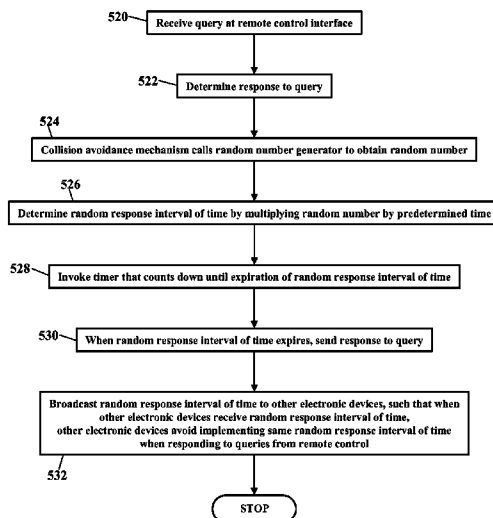 520
Receive query at remote control interface
522
Determine response to query
524
Collision avoidance mechanism calls random number generator to obtain random number
526
Determine random response interval of time by multiplying random number by predetermined time
528
Invoke timer that counts down until expiration of random response interval of time
530
When random response interval of time expires, send response to query
Broadcast random response interval of time to other electronic devices, such that when
other electronic devices receive random response interval of time,
other electronic devices avoid implementing same random response interval of time
when responding to queries from remote control
532
STOP